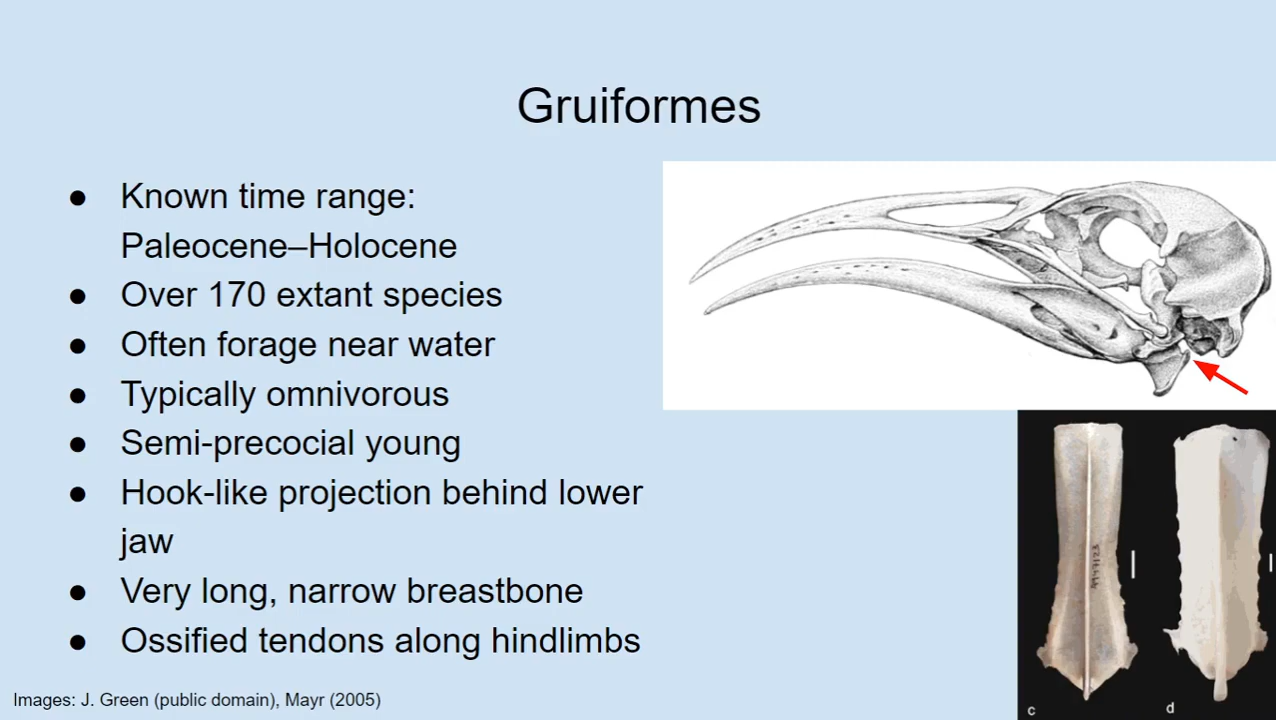 Gruiformes
● Known time range:
Paleocene–Holocene
● Over 170 extant species
● Often forage near water
● Typically omnivorous
● Semi-precocial young
● Hook-like projection behind lower
jaw
● Very long, narrow breastbone
● Ossified tendons along hindlimbs
c
d
Images: J. Green (public domain), Mayr (2005)